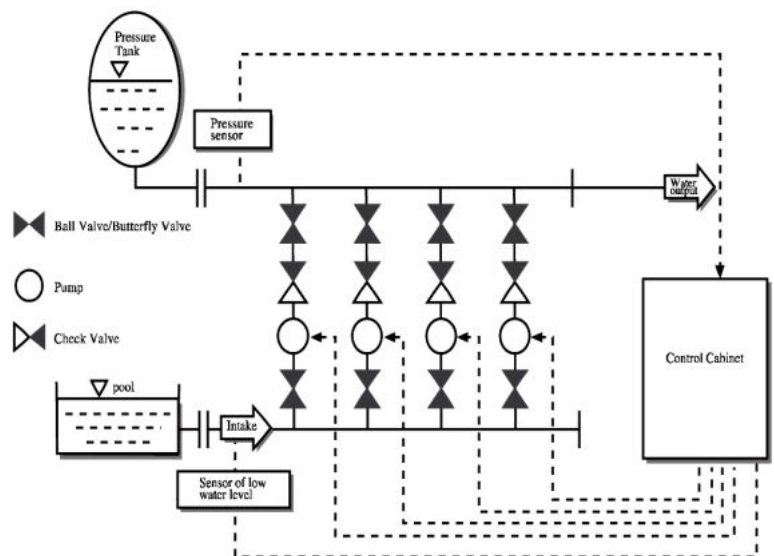 Pressure
Tank
Pressure
sensor
Water
output
Ball Valve/Butterfly Valve
Pump
Check Valve
Control Cabinet
pool
Intake
Sensor of low
water level